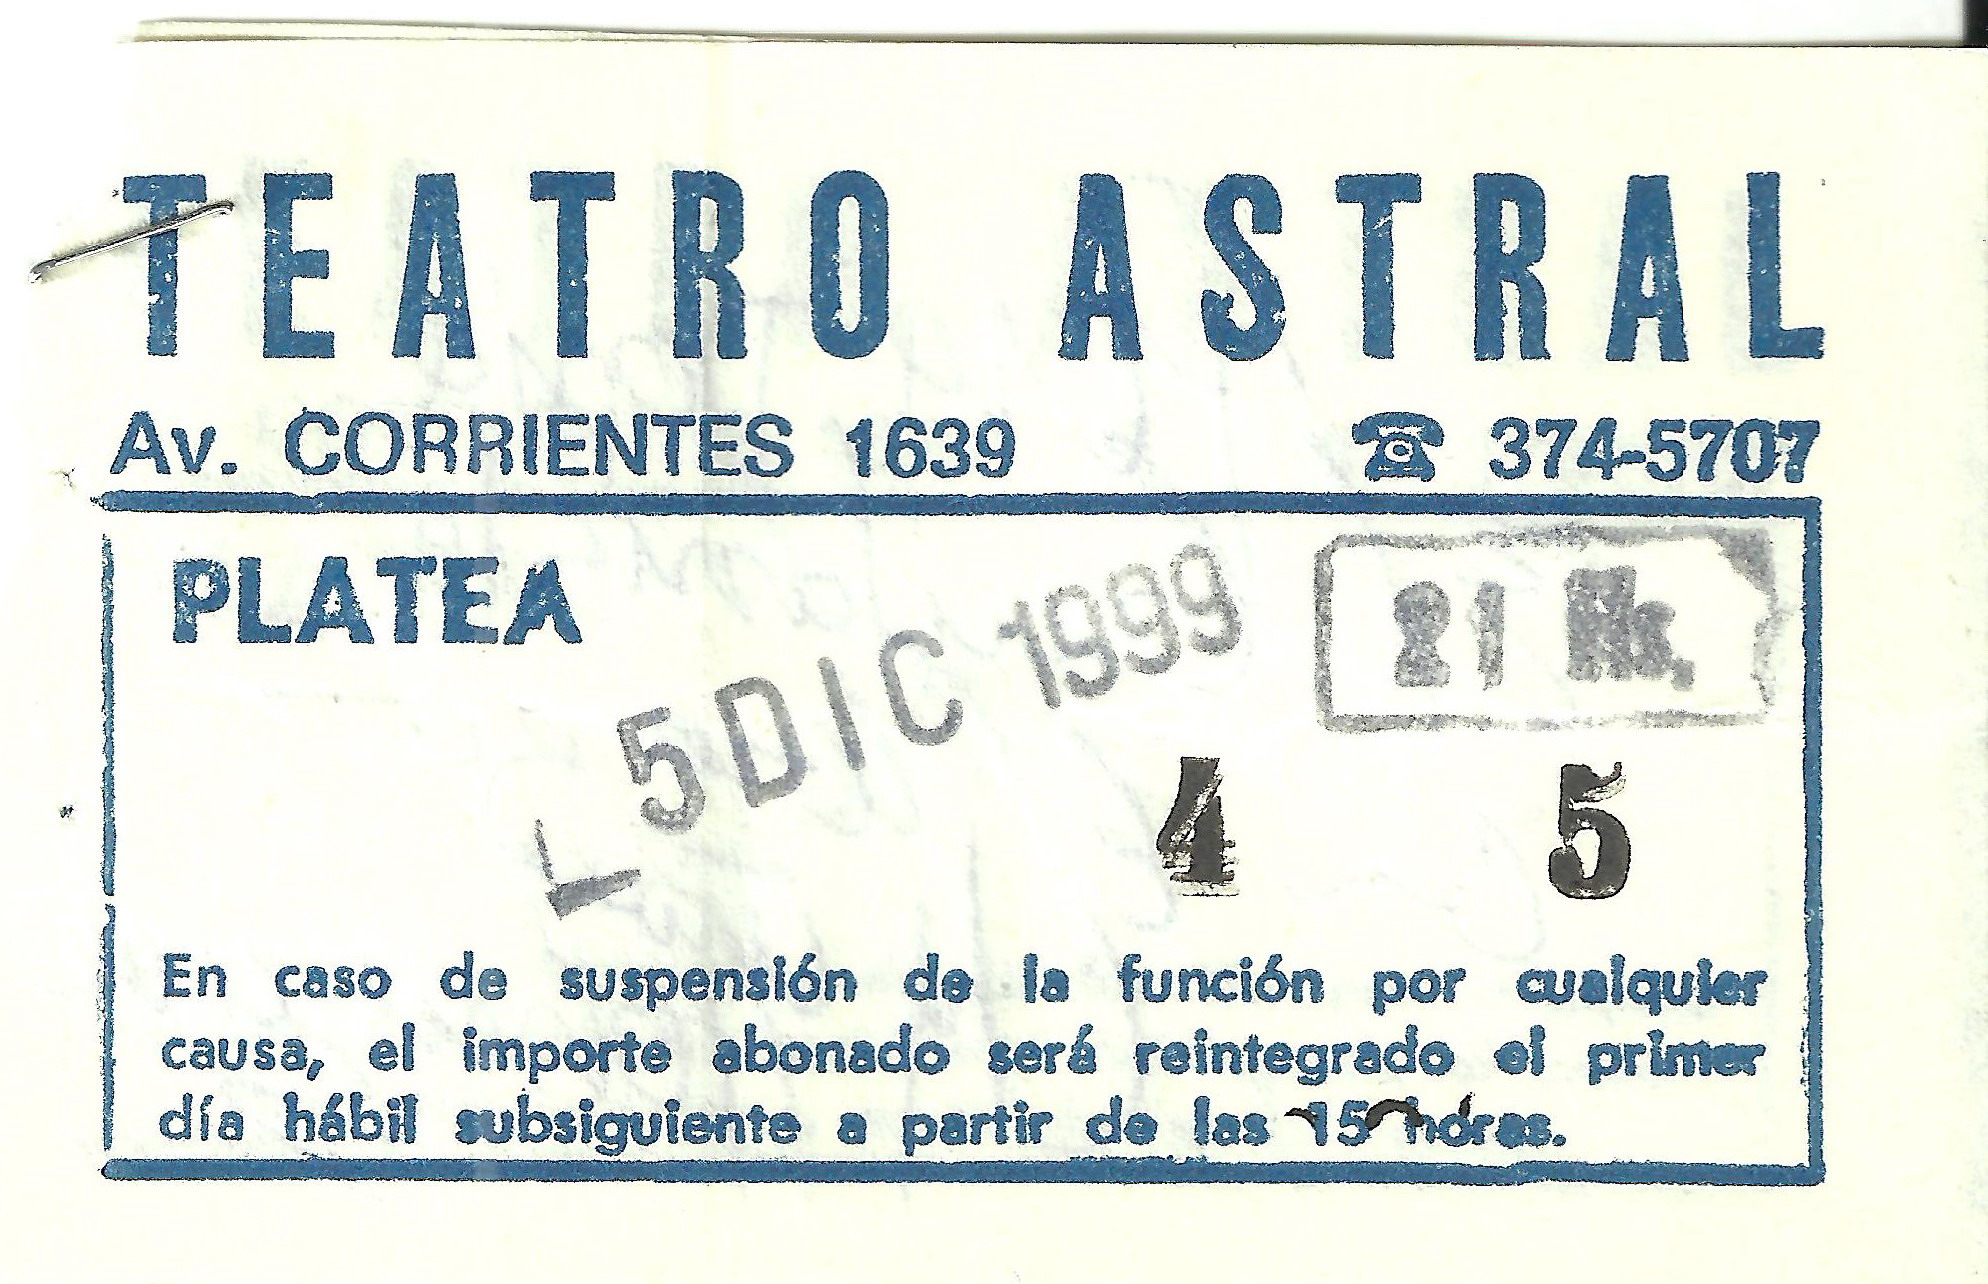 TEATRO ASTRAL
Av. CORRIENTES 1639 ☎ 374-5707
PLATEA
5 DIC 1999
21 Hs.
4 5
En caso de suspensión de la función por cualquier
causa, el importe abonado será reintegrado el primer
día hábil subsiguiente a partir de las 15 horas.